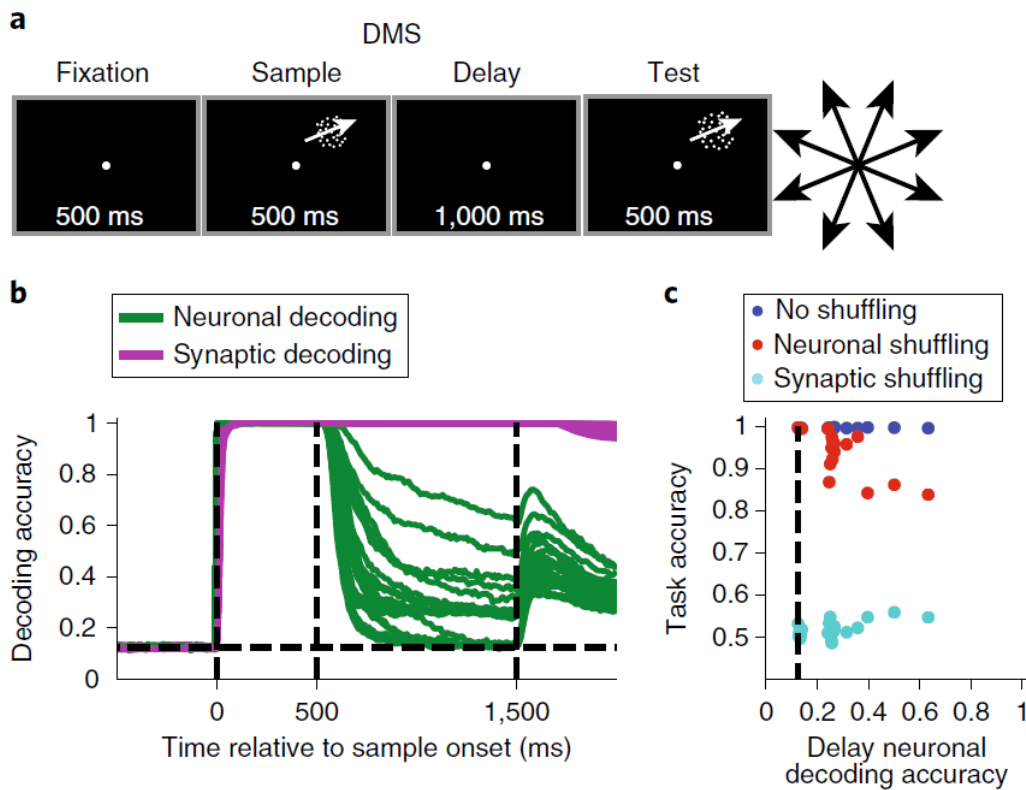 a
DMS
Fixation Sample Delay Test
500 ms 500 ms 1,000 ms 500 ms
b
Neuronal decoding
Synaptic decoding
Decoding accuracy
1
0.8
0.6
0.4
0.2
0
0 500 1,500
Time relative to sample onset (ms)
c
No shuffling
Neuronal shuffling
Synaptic shuffling
Task accuracy
1
0.9
0.8
0.7
0.6
0.5
0 0.2 0.4 0.6 0.8 1
Delay neuronal
decoding accuracy